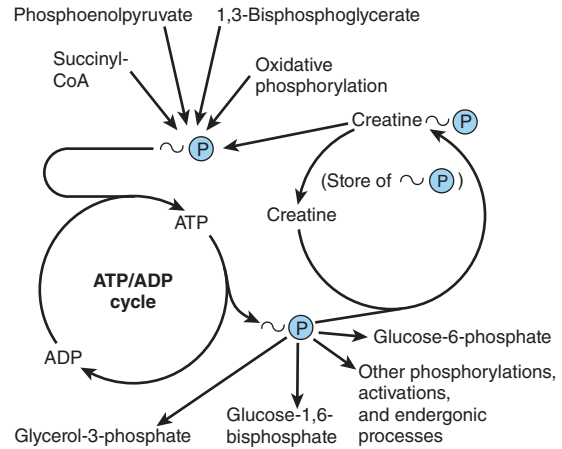 Phosphoenolpyruvate
1,3-Bisphosphoglycerate
Succinyl-
CoA
Oxidative
phosphorylation
Creatine ~ P
~ P
(Store of ~ P )
ATP
Creatine
ATP/ADP
cycle
~ P
ADP
Glucose-6-phosphate
Other phosphorylations,
activations,
and endergonic
processes
Glucose-1,6-
bisphosphate
Glycerol-3-phosphate